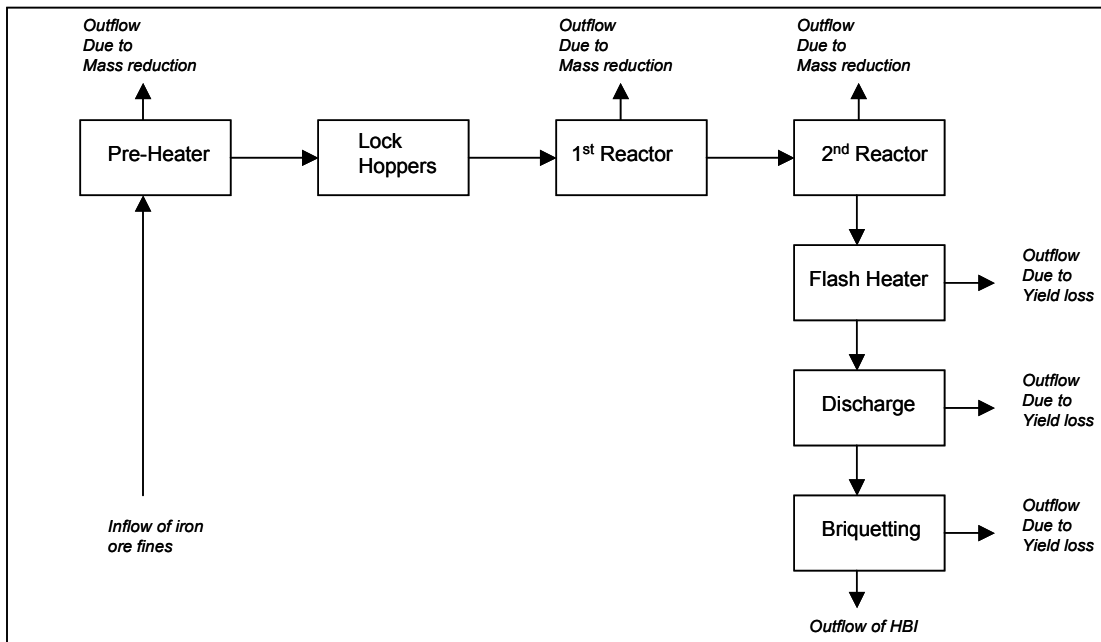 Outflow
Due to
Mass reduction
Outflow
Due to
Mass reduction
Outflow
Due to
Mass reduction
Pre-Heater
Lock
Hoppers
1st Reactor
2nd Reactor
Flash Heater
Outflow
Due to
Yield loss
Discharge
Outflow
Due to
Yield loss
Inflow of iron
ore fines
Briquetting
Outflow
Due to
Yield loss
Outflow of HBI